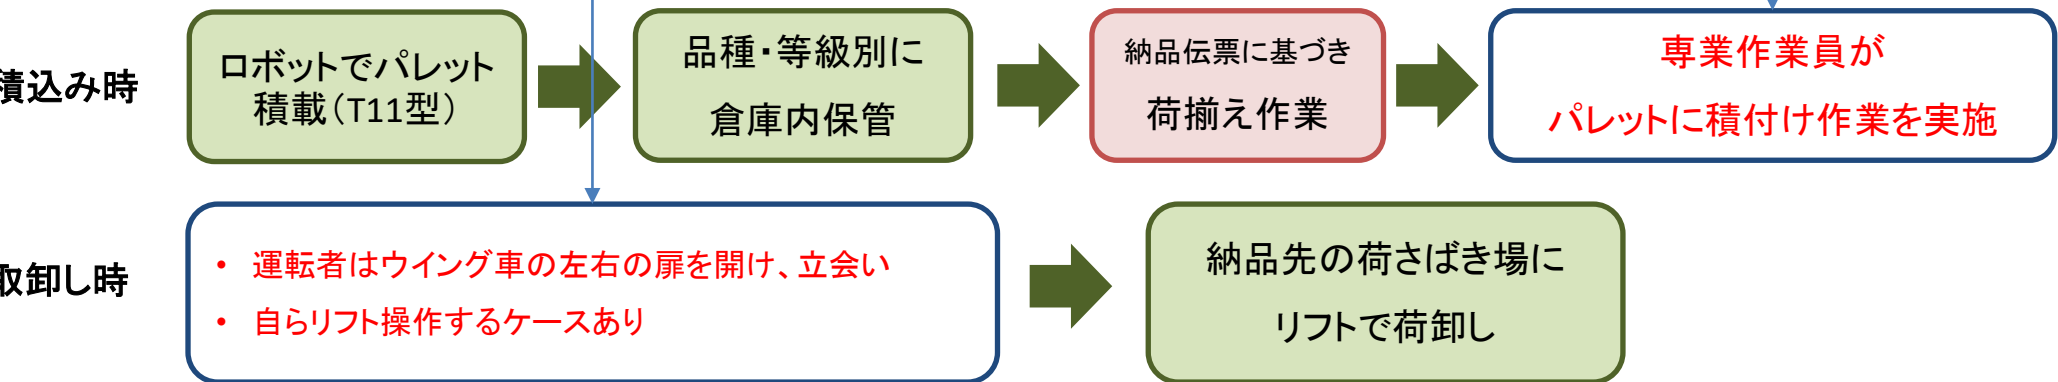 積込み時
ロボットでパレット
積載（T11型）
品種・等級別に
倉庫内保管
納品伝票に基づき
荷揃え作業
専業作業員が
パレットに積付け作業を実施
取卸し時
• 運転者はウイング車の左右の扉を開け、立会い
• 自らリフト操作するケースあり
納品先の荷さばき場に
リフトで荷卸し